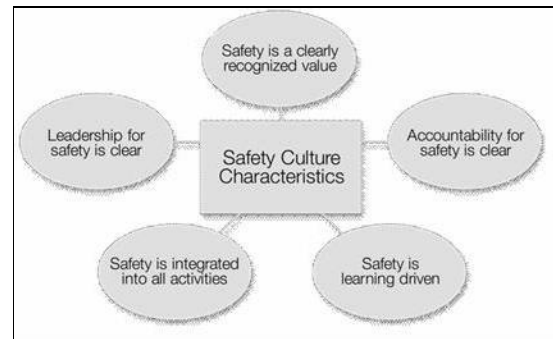 Safety is a clearly
recognized value
Leadership for
safety is clear
Safety Culture
Characteristics
Accountability for
safety is clear
Safety is integrated
into all activities
Safety is
learning driven